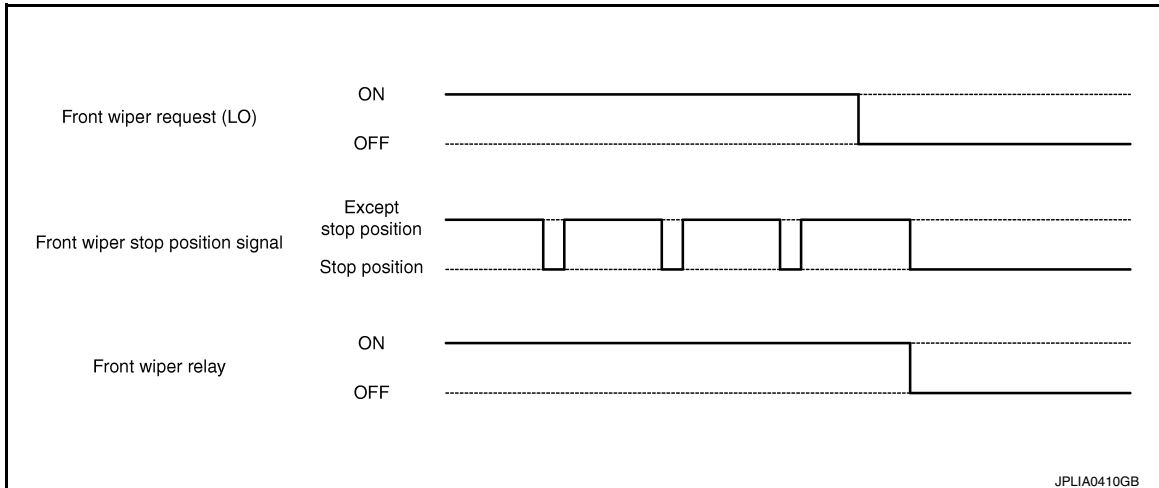 ON
Front wiper request (LO)
OFF
Except
stop position
Front wiper stop position signal
Stop position
ON
Front wiper relay
OFF
JPLIA0410GB